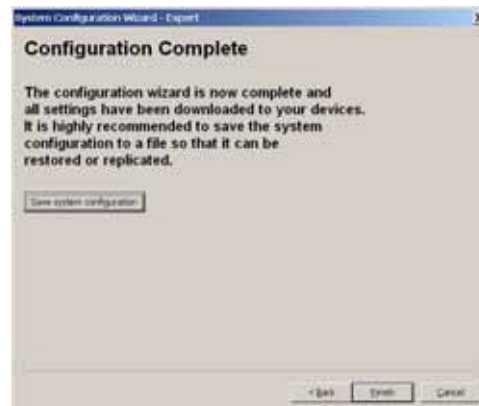 System Configuration Wizard - Expert
Configuration Complete
The configuration wizard is now complete and
all settings have been downloaded to your devices.
It is highly recommended to save the system
configuration to a file so that it can be
restored or replicated.
Save system configuration
< Back Finish Cancel